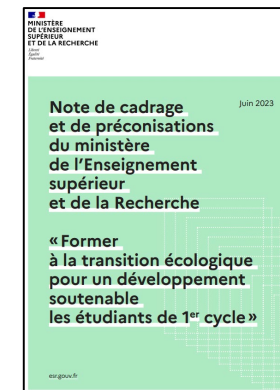 MINISTÈRE
DE L'ENSEIGNEMENT
SUPÉRIEUR
ET DE LA RECHERCHE
Liberté
Égalité
Fraternité
Juin 2023
Note de cadrage
et de préconisations
du ministère
de l'Enseignement
supérieur
et de la Recherche
«Former
à la transition écologique
pour un développement
soutenable
les étudiants de 1er cycle»
esr.gouv.fr